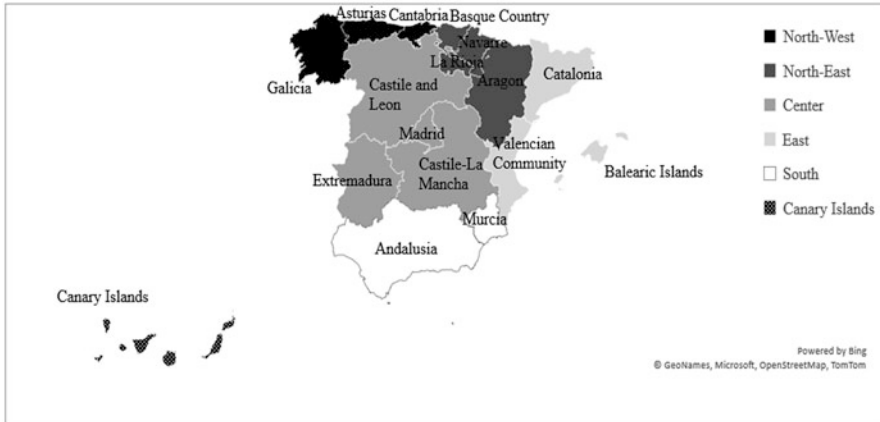 Asturias
Cantabria
Basque Country
Navarre
La Rioja
Galicia
Castile and
Leon
Aragon
Catalonia
Madrid
Valencian
Community
Castile-La
Mancha
Extremadura
Balearic Islands
Murcia
Andalusia
Canary Islands
North-West
North-East
Center
East
South
Canary Islands
Powered by Bing
© GeoNames, Microsoft, OpenStreetMap, TomTom